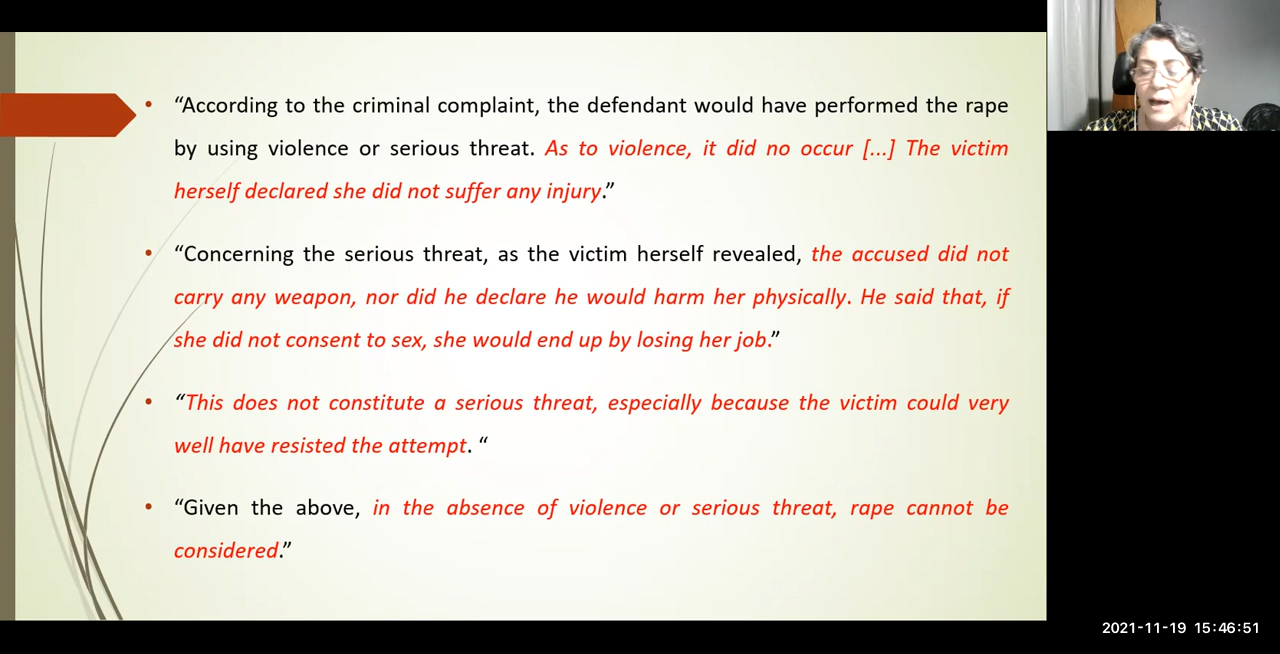 “According to the criminal complaint, the defendant would have performed the rape
by using violence or serious threat. As to violence, it did no occur [...] The victim
herself declared she did not suffer any injury.”
“Concerning the serious threat, as the victim herself revealed, the accused did not
carry any weapon, nor did he declare he would harm her physically. He said that, if
she did not consent to sex, she would end up by losing her job.”
“This does not constitute a serious threat, especially because the victim could very
well have resisted the attempt. “
“Given the above, in the absence of violence or serious threat, rape cannot be
considered.”
2021-11-19 15:46:51